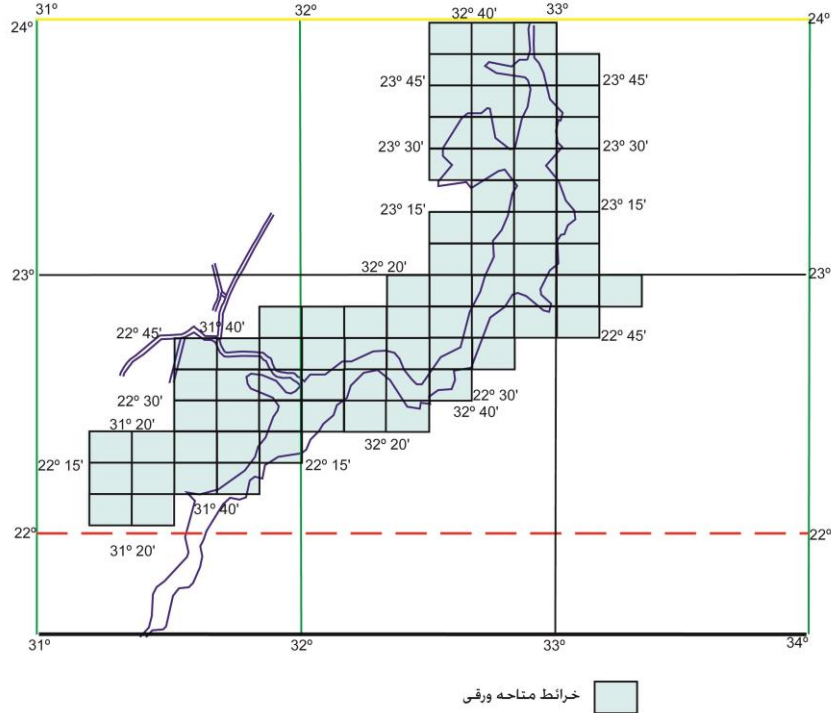 31º 32º 32º 40' 33º
24º 24º
23º 45' 23º 45'
23º 30' 23º 30'
23º 15' 23º 15'
32º 20'
23º 23º
22º 45' 31º 40' 22º 45'
22º 30' 22º 30'
31º 20' 32º 40'
32º 20'
22º 15' 22º 15'
31º 40'
22º 22º
31º 20'
31º 32º 33º 34º
خرائط متاحه ورقى